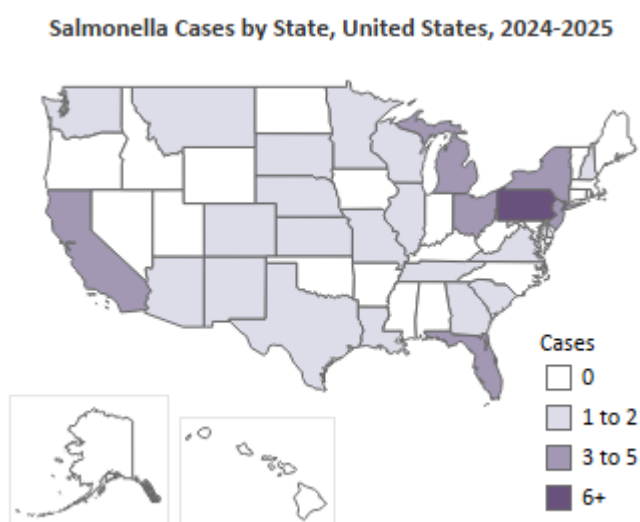 Salmonella Cases by State, United States, 2024-2025
Cases
0
1 to 2
3 to 5
6+